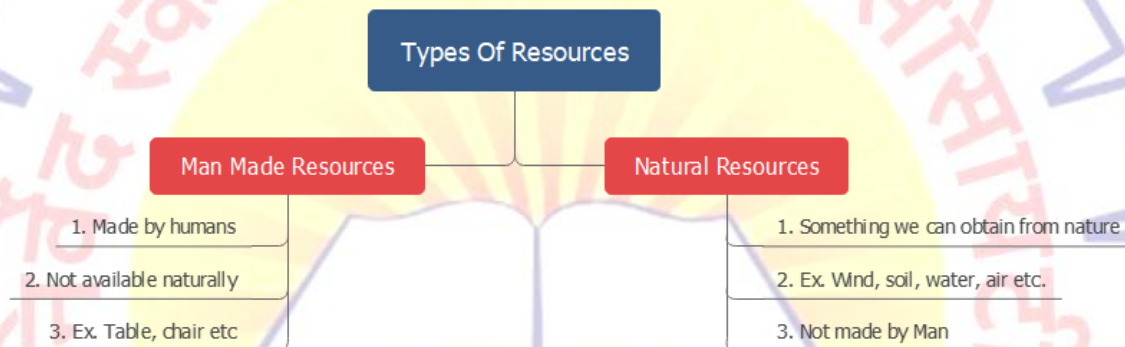 Types Of Resources
Man Made Resources
Natural Resources
1. Made by humans
2. Not available naturally
3. Ex. Table, chair etc
1. Something we can obtain from nature
2. Ex. Wind, soil, water, air etc.
3. Not made by Man